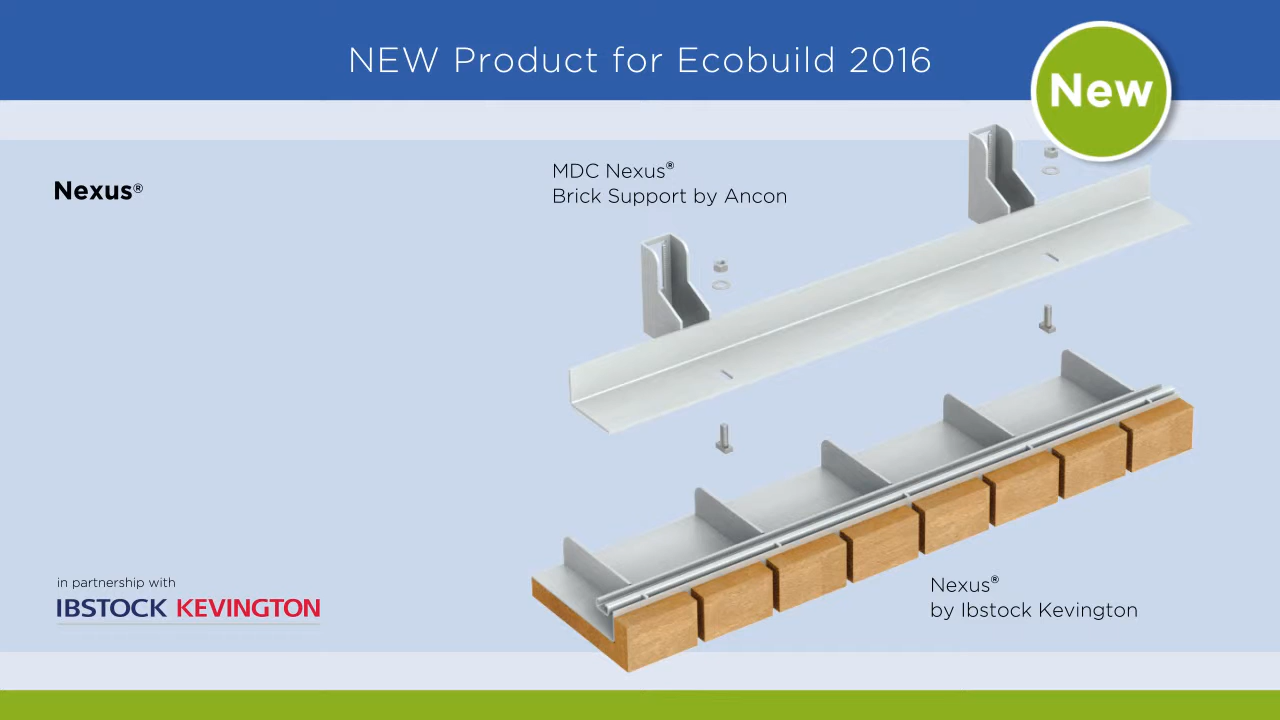 NEW Product for Ecobuild 2016
New
Nexus®
MDC Nexus®
Brick Support by Ancon
in partnership with
IBSTOCK KEVINGTON
Nexus®
by Ibstock Kevington